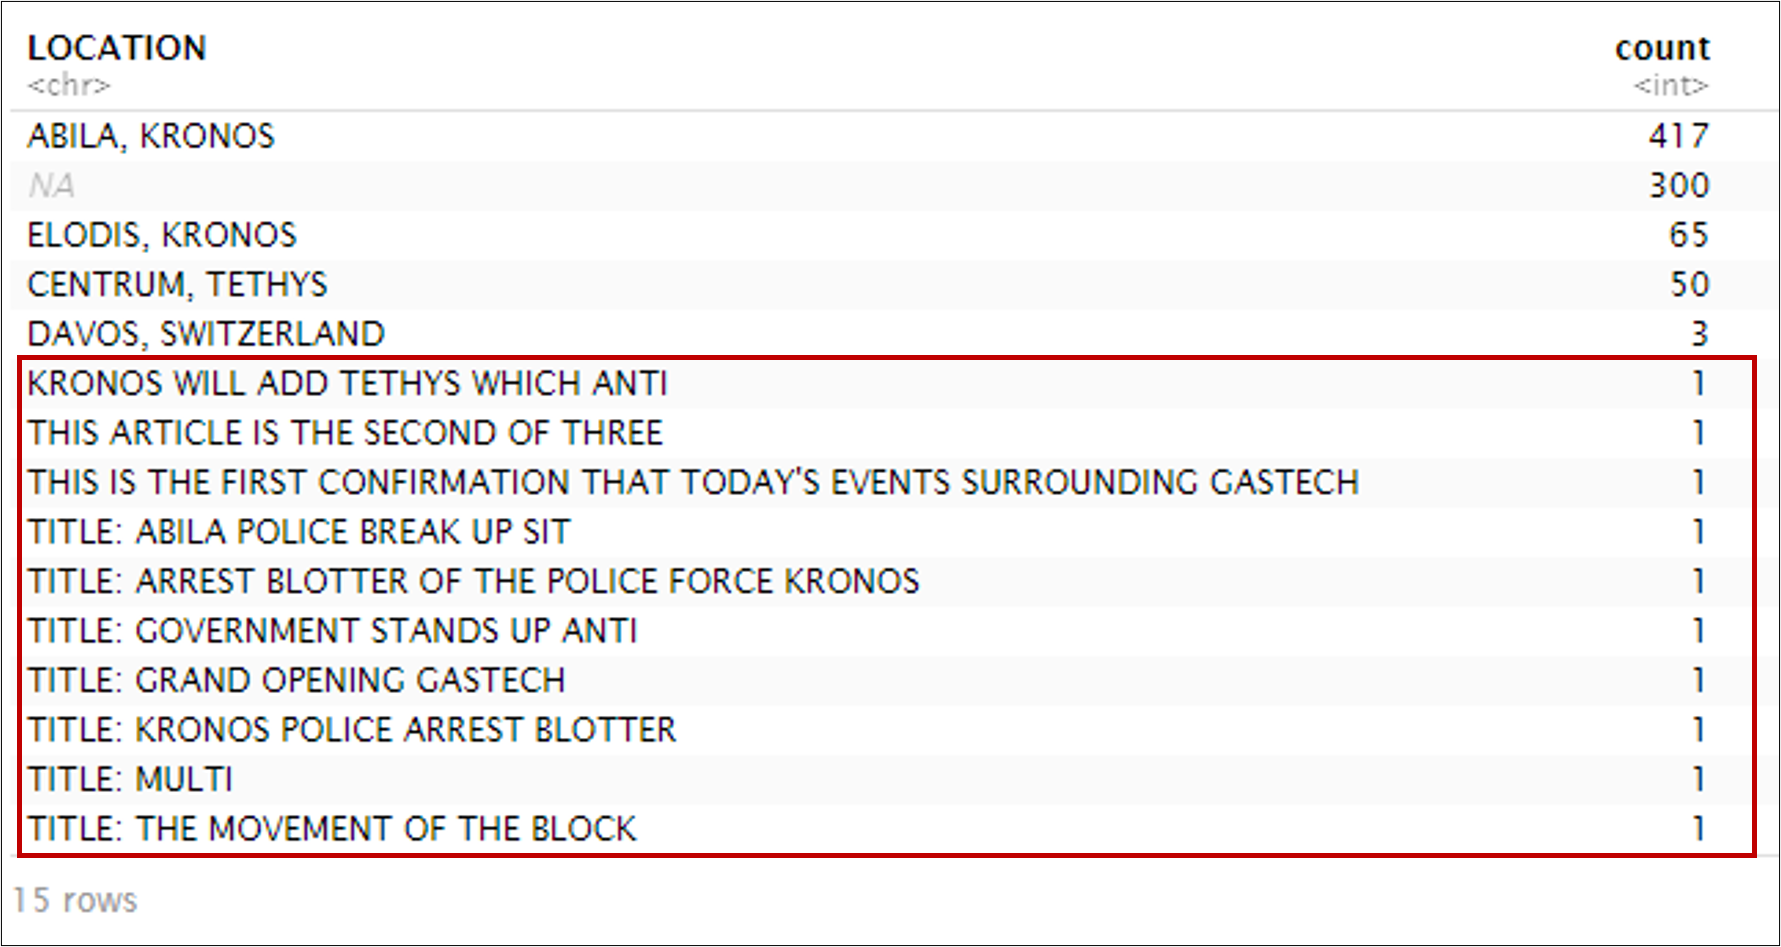 LOCATION count
<chr> <int>
ABILA, KRONOS 417
NA 300
ELODIS, KRONOS 65
CENTRUM, TETHYS 50
DAVOS, SWITZERLAND 3
KRONOS WILL ADD TETHYS WHICH ANTI 1
THIS ARTICLE IS THE SECOND OF THREE 1
THIS IS THE FIRST CONFIRMATION THAT TODAY'S EVENTS SURROUNDING GASTECH 1
TITLE: ABILA POLICE BREAK UP SIT 1
TITLE: ARREST BLOTTER OF THE POLICE FORCE KRONOS 1
TITLE: GOVERNMENT STANDS UP ANTI 1
TITLE: GRAND OPENING GASTECH 1
TITLE: KRONOS POLICE ARREST BLOTTER 1
TITLE: MULTI 1
TITLE: THE MOVEMENT OF THE BLOCK 1
15 rows